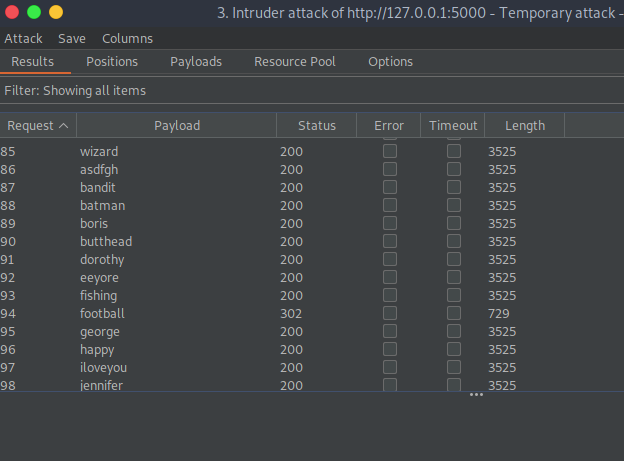 3. Intruder attack of http://127.0.0.1:5000 - Temporary attack -
Attack Save Columns
Results Positions Payloads Resource Pool Options
Filter: Showing all items
Request Payload Status Error Timeout Length
85 wizard 200 3525
86 asdfgh 200 3525
87 bandit 200 3525
88 batman 200 3525
89 boris 200 3525
90 butthead 200 3525
91 dorothy 200 3525
92 eeyore 200 3525
93 fishing 200 3525
94 football 302 729
95 george 200 3525
96 happy 200 3525
97 iloveyou 200 3525
98 jennifer 200 3525